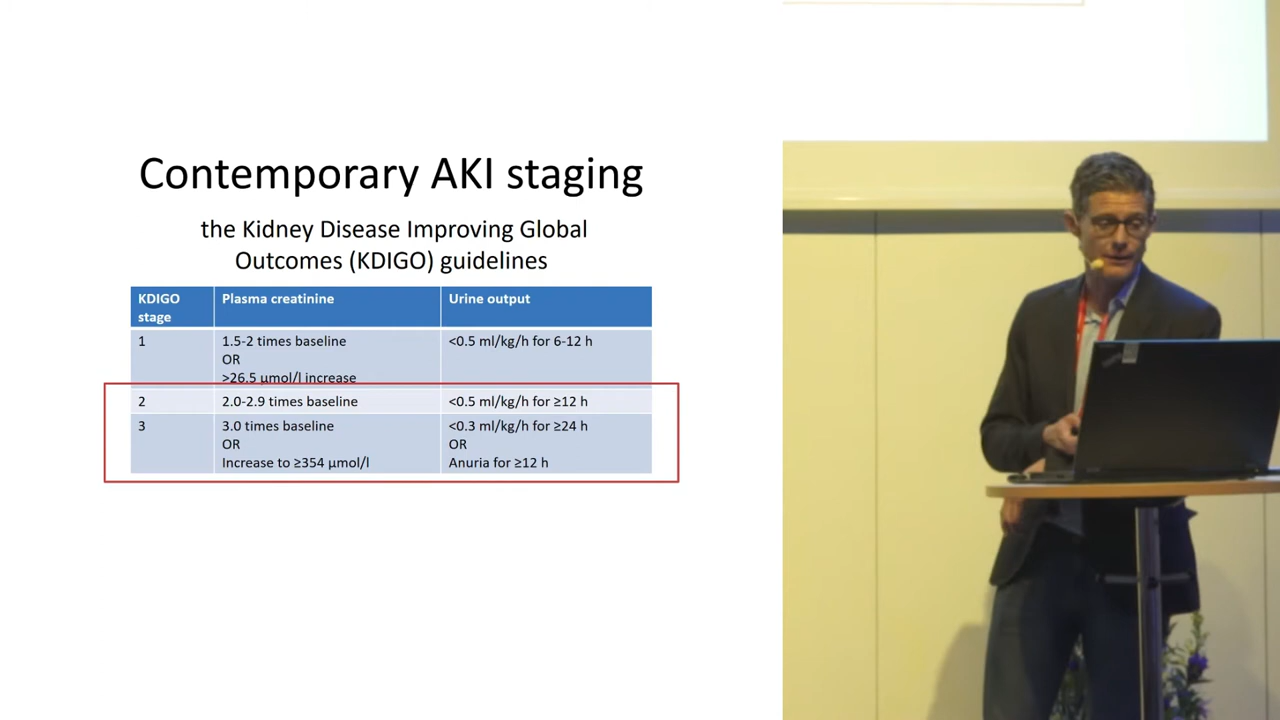 Contemporary AKI staging
the Kidney Disease Improving Global
Outcomes (KDIGO) guidelines
KDIGO stage Plasma creatinine Urine output
1 1.5-2 times baseline <0.5 ml/kg/h for 6-12 h
OR
>26.5 μmol/l increase
2 2.0-2.9 times baseline <0.5 ml/kg/h for ≥12 h
3 3.0 times baseline <0.3 ml/kg/h for ≥24 h
OR OR
Increase to ≥354 μmol/l Anuria for ≥12 h